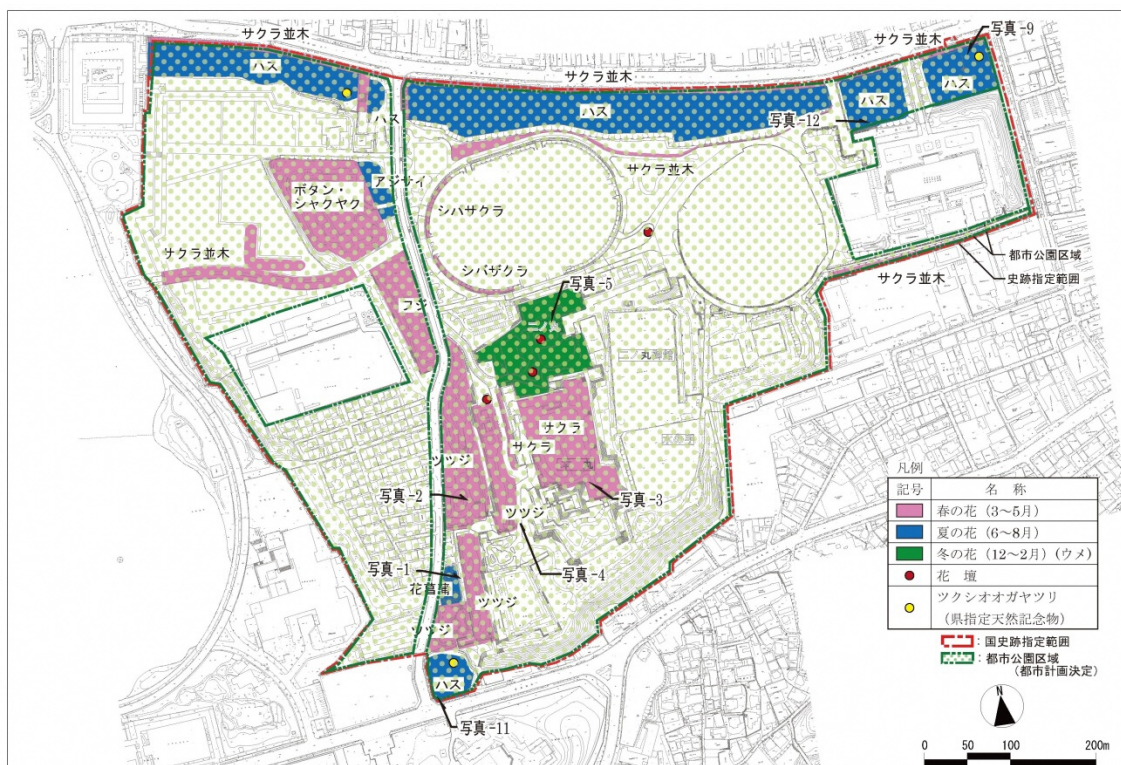 サクラ並木
サクラ並木
写真-9
ハス
サクラ並木
ハス
ハス
ハス
ハス
写真-12
サクラ並木
アジサイ
ボタン・
シャクヤク
シバザクラ
サクラ並木
シバザクラ
写真-5
フジ
二ノ丸
二ノ丸御館
都市公園区域
史跡指定範囲
サクラ並木
サクラ
サクラ
ツツジ
写真-2
写真-3
ツツジ
写真-1
写真-4
花菖蒲
ツツジ
ツツジ
ハス
写真-11
凡例
記号 名 称
春の花(3~5月)
夏の花(6~8月)
冬の花(12~2月)(ウメ)
花 壇
ツクシオオガヤツリ
(県指定天然記念物)
:国史跡指定範囲
:都市公園区域
(都市計画決定)
N
0 50 100 200m